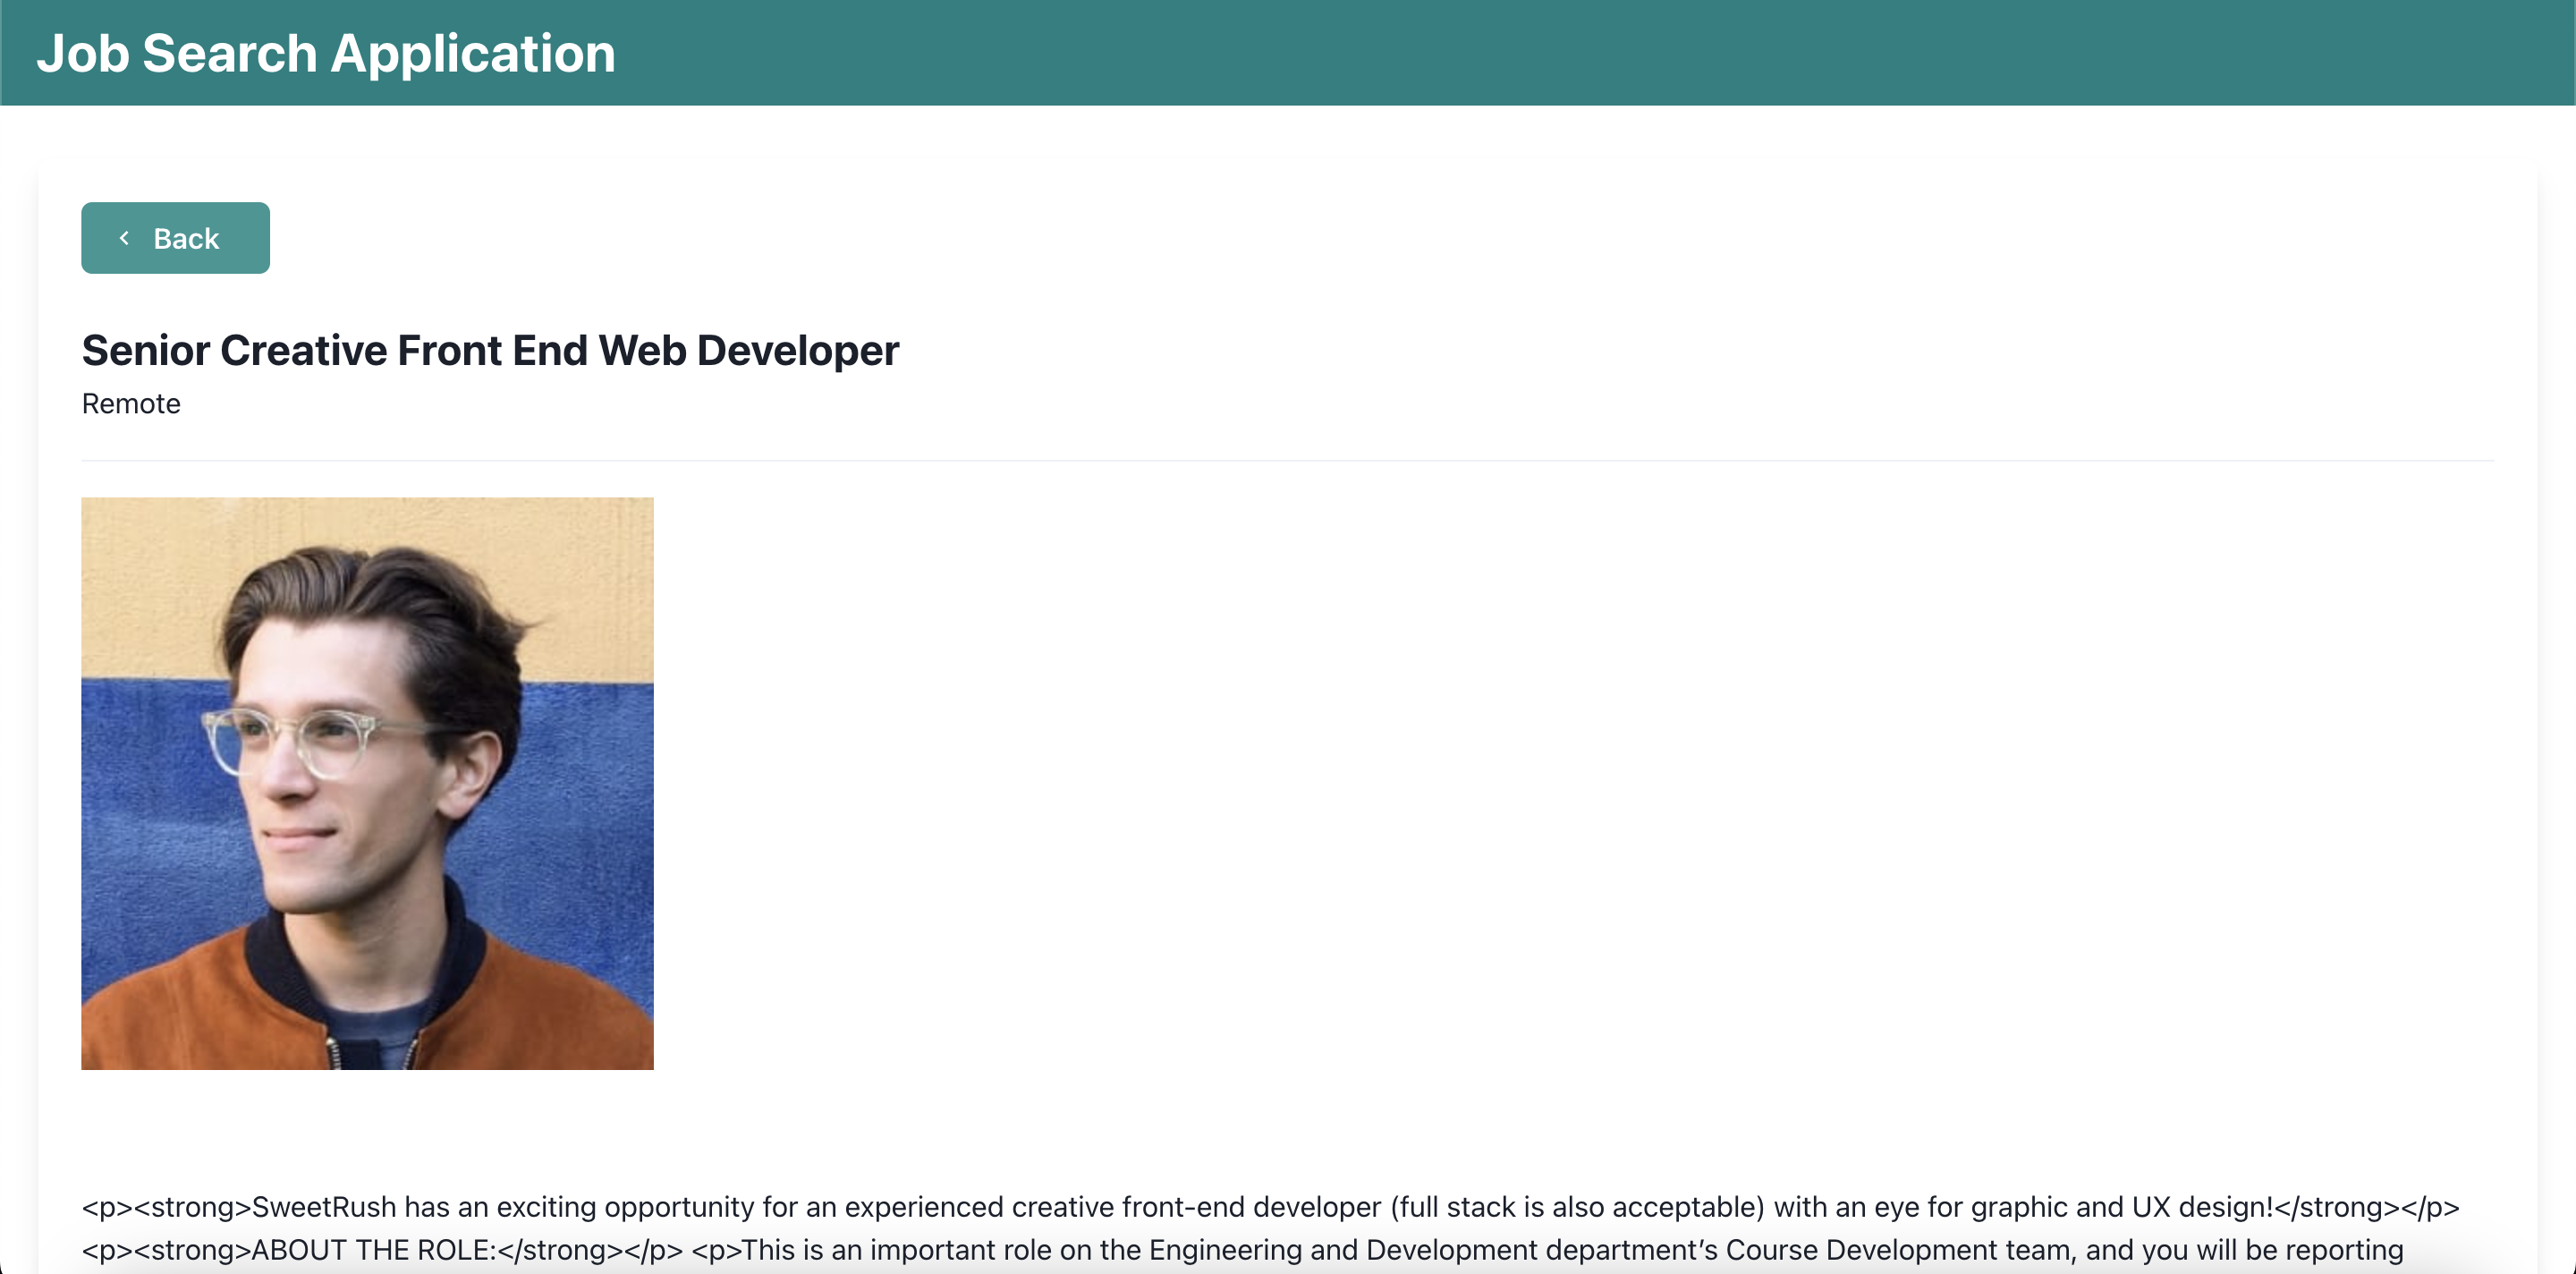 Job Search Application
Back
Senior Creative Front End Web Developer
Remote
<p><strong>SweetRush has an exciting opportunity for an experienced creative front-end developer (full stack is also acceptable) with an eye for graphic and UX design!</strong></p>
<p><strong>ABOUT THE ROLE:</strong></p> <p>This is an important role on the Engineering and Development department’s Course Development team, and you will be reporting